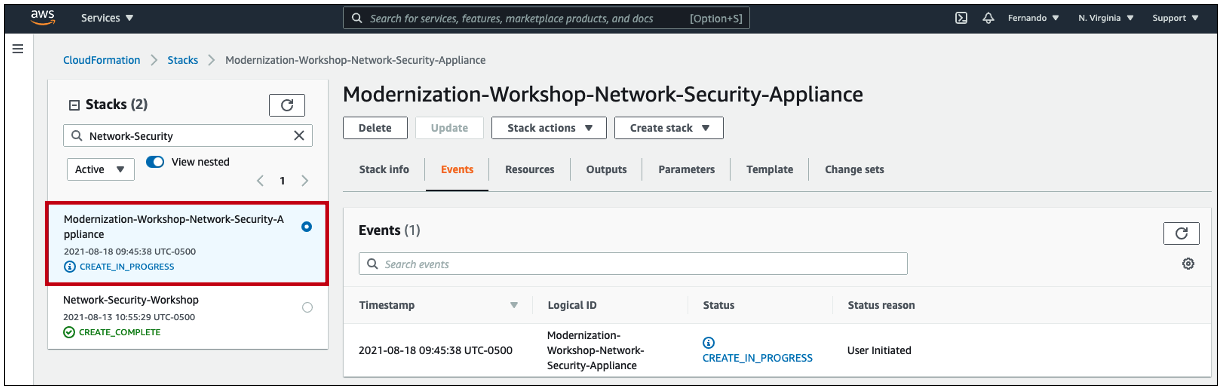 aws
Services
Search for services, features, marketplace products, and docs
[Option+S]
Fernando
N. Virginia
Support
CloudFormation
Stacks
Modernization-Workshop-Network-Security-Appliance
Stacks (2)
Network-Security
Active
View nested
1
Modernization-Workshop-Network-Security-A
ppliance
2021-08-18 09:45:38 UTC-0500
CREATE_IN_PROGRESS
Network-Security-Workshop
2021-08-13 10:55:29 UTC-0500
CREATE_COMPLETE
Modernization-Workshop-Network-Security-Appliance
Delete
Update
Stack actions
Create stack
Stack info
Events
Resources
Outputs
Parameters
Template
Change sets
Events (1)
Search events
Timestamp
Logical ID
Status
Status reason
2021-08-18 09:45:38 UTC-0500
Modernization-
Workshop-Network-
Security-Appliance
CREATE_IN_PROGRESS
User Initiated